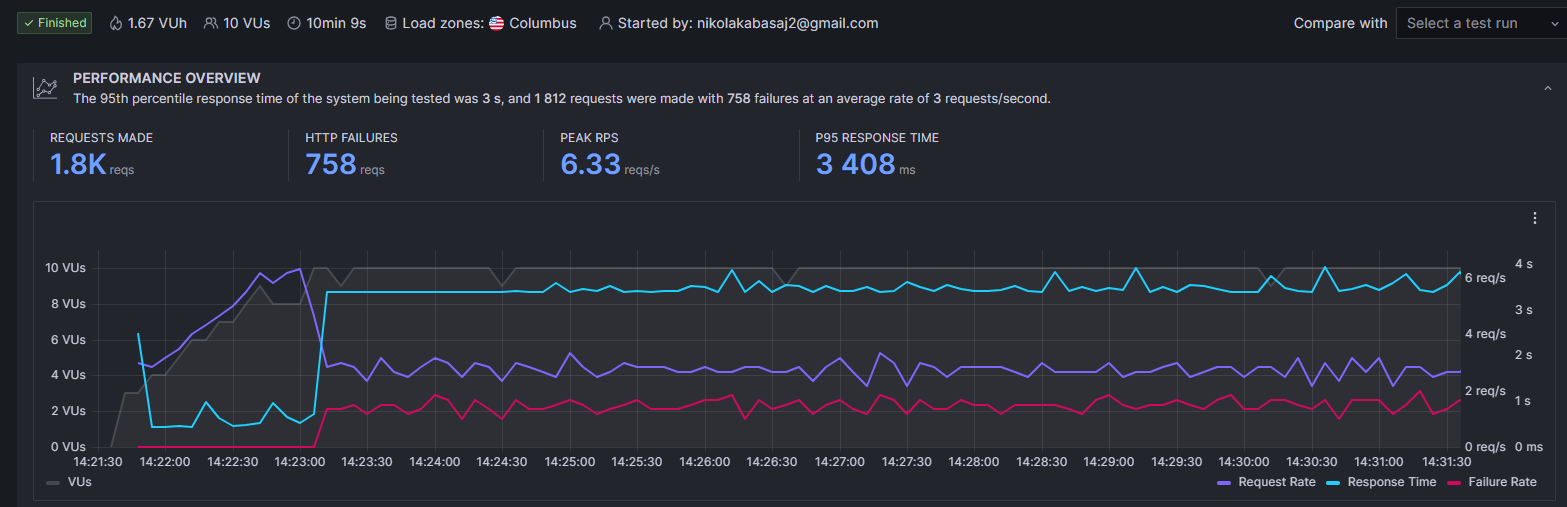 Finished 1.67 VUh 10 VUs 10min 9s Load zones: Columbus Started by: nikolakabasaj2@gmail.com Compare with Select a test run
PERFORMANCE OVERVIEW
The 95th percentile response time of the system being tested was 3 s, and 1 812 requests were made with 758 failures at an average rate of 3 requests/second.
REQUESTS MADE HTTP FAILURES PEAK RPS P95 RESPONSE TIME
1.8K reqs 758 reqs 6.33 reqs/s 3 408 ms
10 VUs 6 req/s 4 s
8 VUs 3 s
6 VUs 4 req/s 2 s
4 VUs 2 req/s
2 VUs 1 s
0 VUs 0 req/s 0 ms
14:21:30 14:22:00 14:22:30 14:23:00 14:23:30 14:24:00 14:24:30 14:25:00 14:25:30 14:26:00 14:26:30 14:27:00 14:27:30 14:28:00 14:28:30 14:29:00 14:29:30 14:30:00 14:30:30 14:31:00 14:31:30
VUs Request Rate Response Time Failure Rate